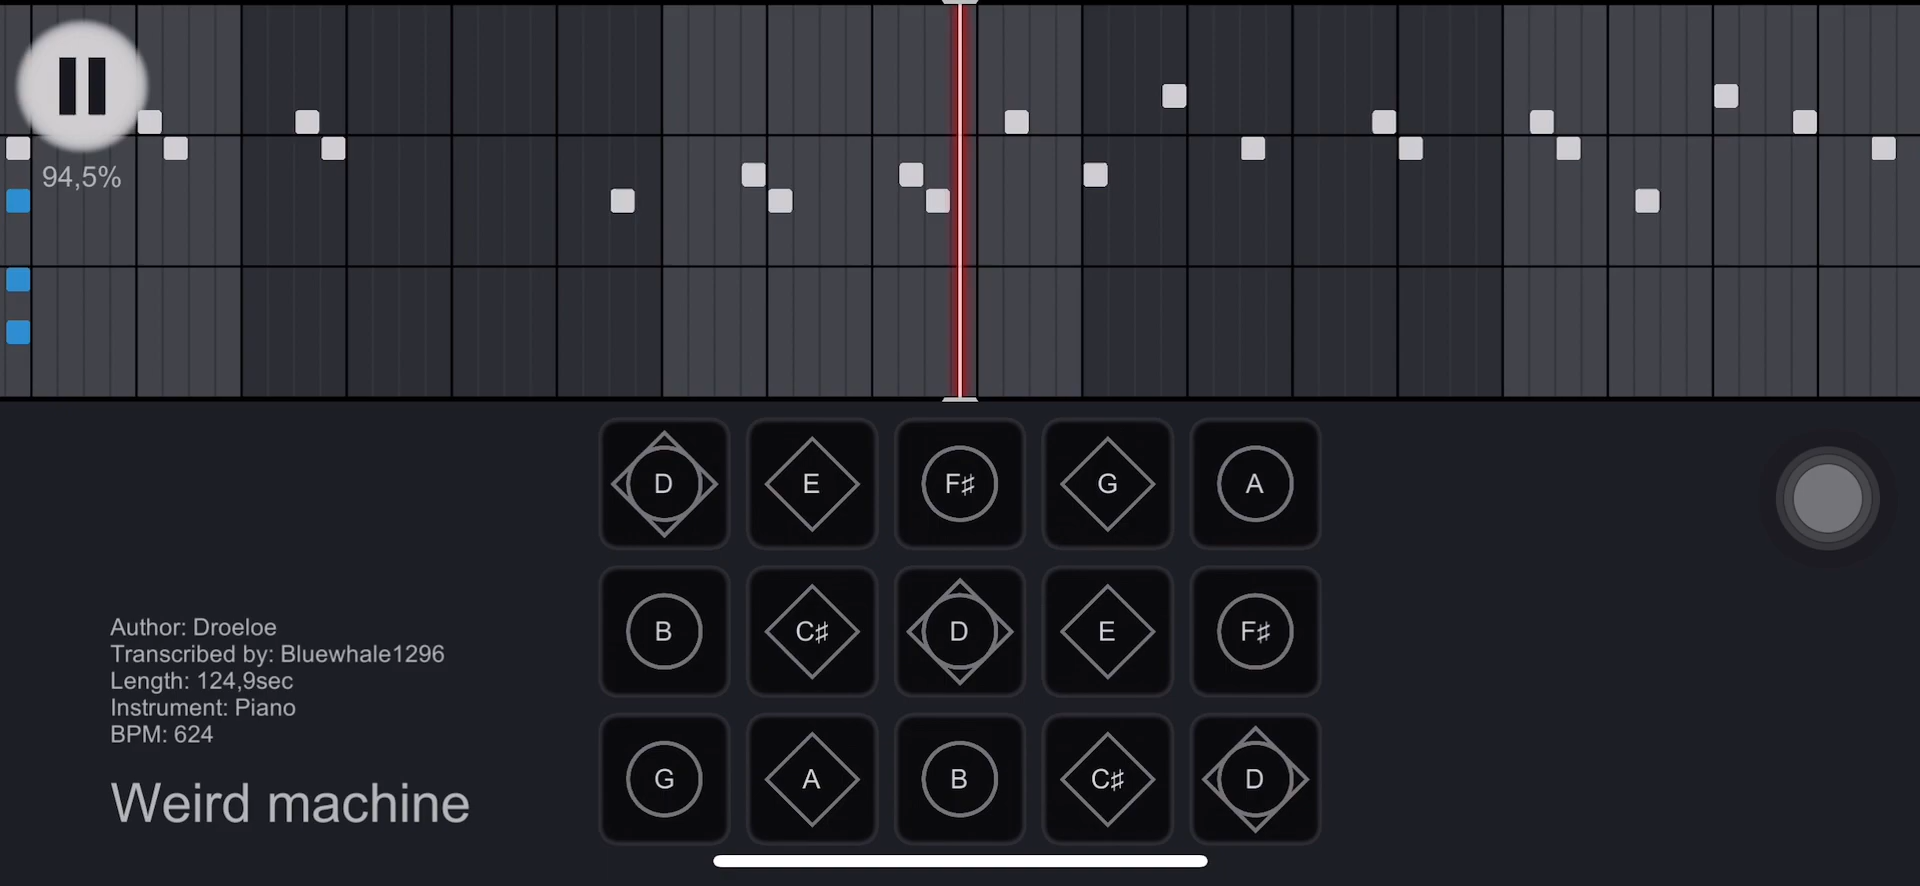 94,5%
D E F♯ G A
B C♯ D E F♯
G A B C♯ D
Author: Droeloe
Transcribed by: Bluewhale1296
Length: 124,9sec
Instrument: Piano
BPM: 624
Weird machine